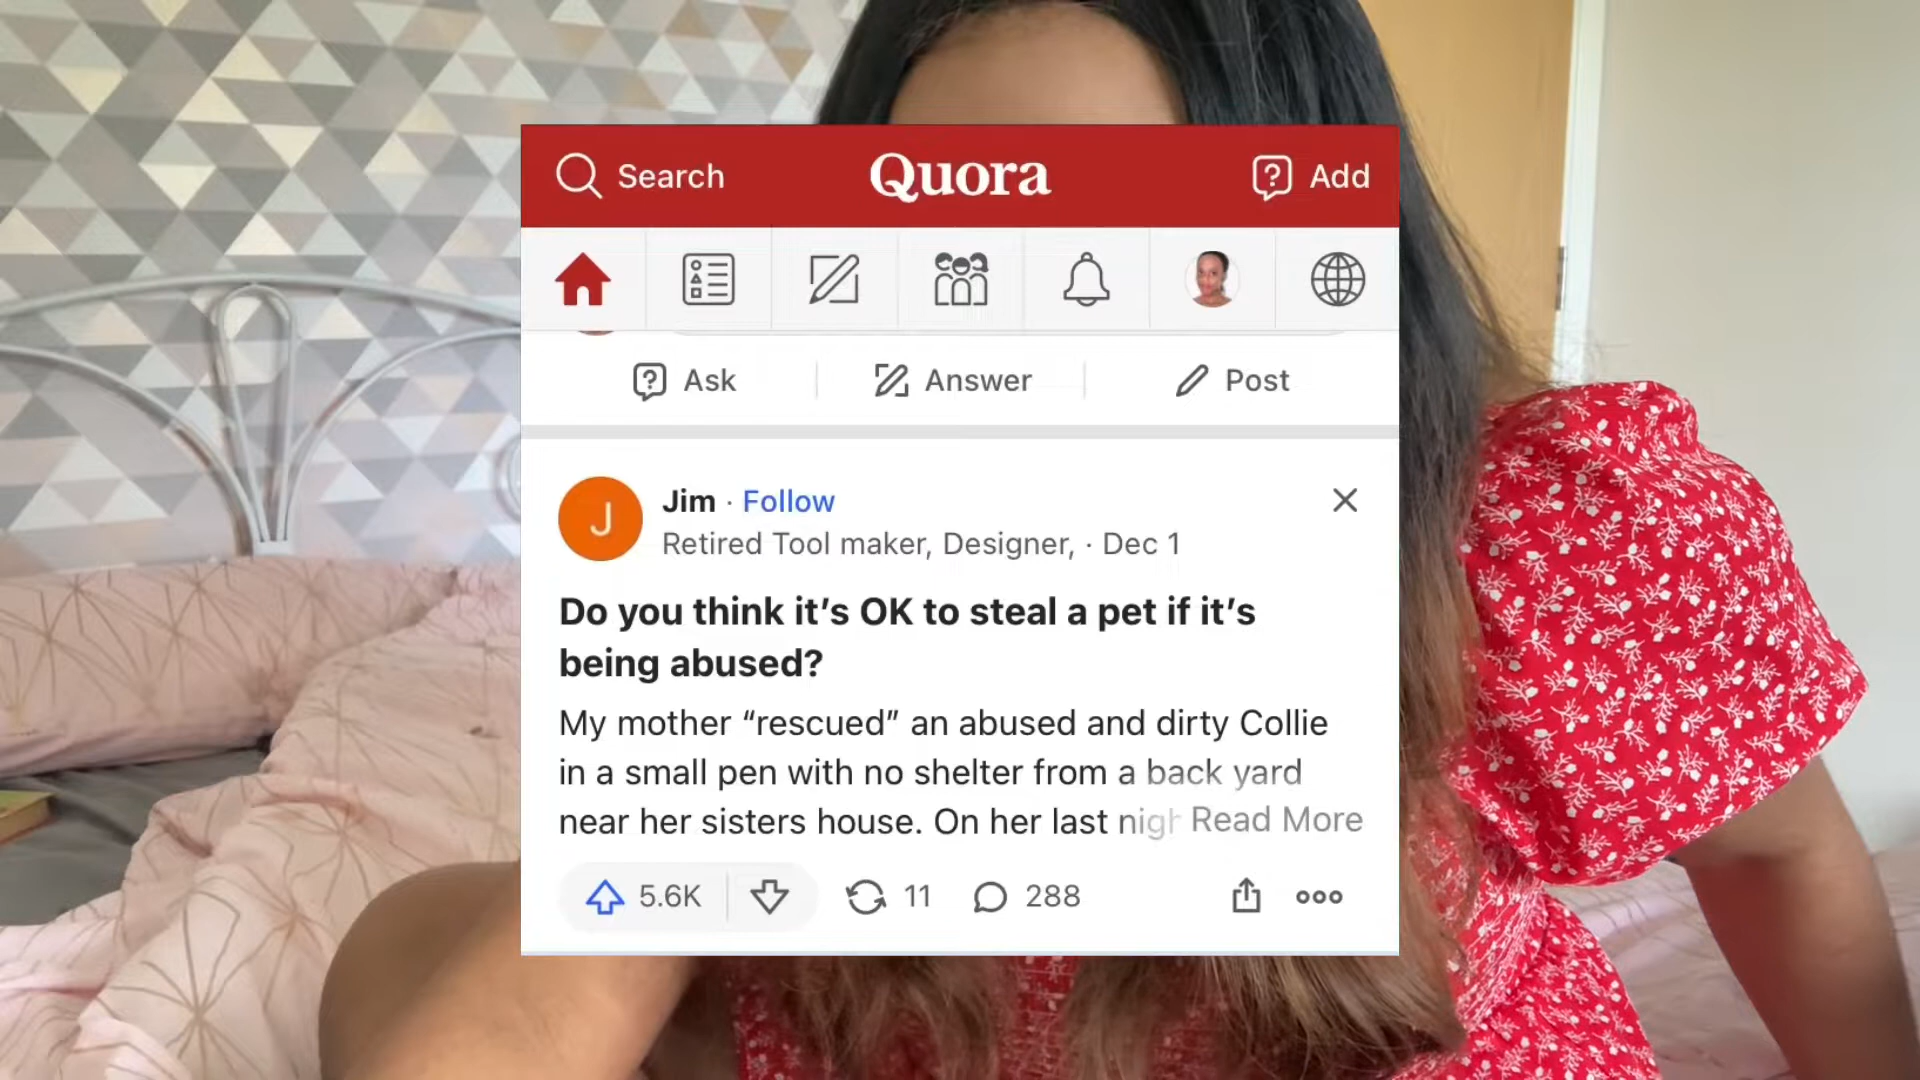 Search
Quora
Add
Ask
Answer
Post
J
Jim · Follow
Retired Tool maker, Designer, · Dec 1
Do you think it’s OK to steal a pet if it’s
being abused?
My mother “rescued” an abused and dirty Collie
in a small pen with no shelter from a back yard
near her sisters house. On her last Read More
5.6K
11
288